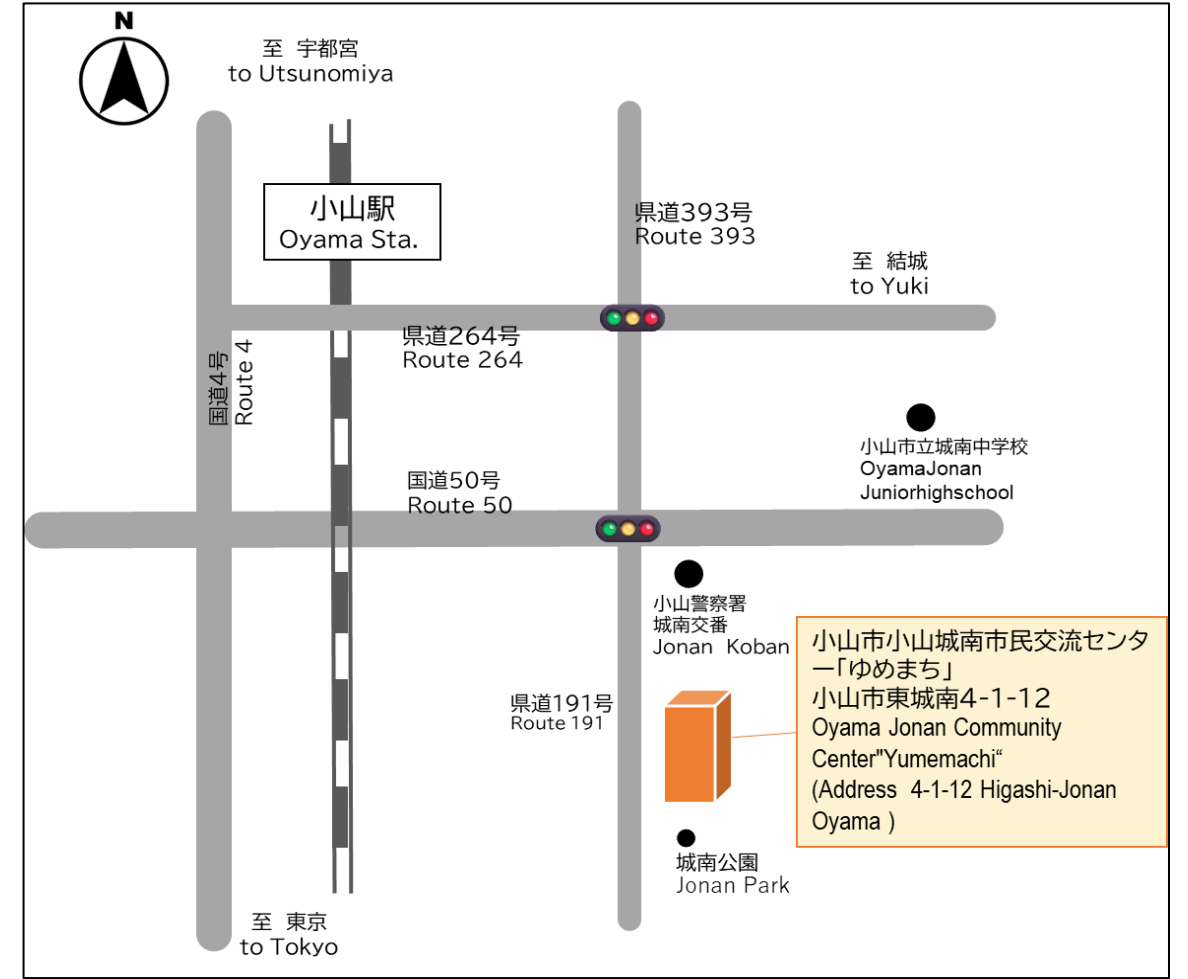 N
至 宇都宮
to Utsunomiya
小山駅
Oyama Sta.
県道393号
Route 393
至 結城
to Yuki
県道264号
Route 264
国道4号
Route 4
小山市立城南中学校
OyamaJonan
Juniorhighschool
国道50号
Route 50
小山警察署
城南交番
Jonan Koban
小山市小山城南市民交流センタ
ー「ゆめまち」
小山市東城南4-1-12
Oyama Jonan Community
Center"Yumemachi“
(Address 4-1-12 Higashi-Jonan
Oyama )
県道191号
Route 191
城南公園
Jonan Park
至 東京
to Tokyo